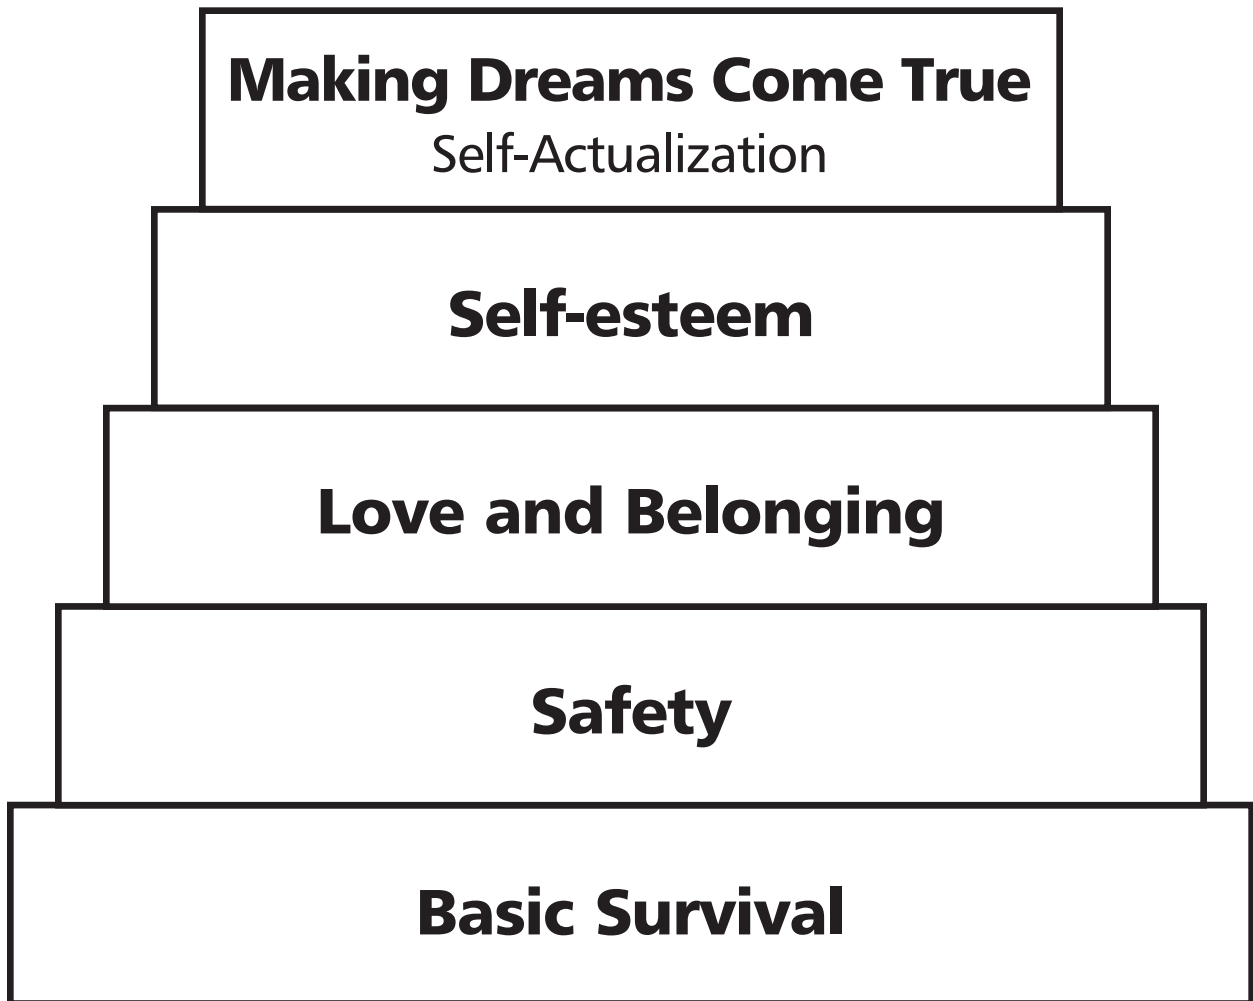 Making Dreams Come True
Self-Actualization
Self-esteem
Love and Belonging
Safety
Basic Survival